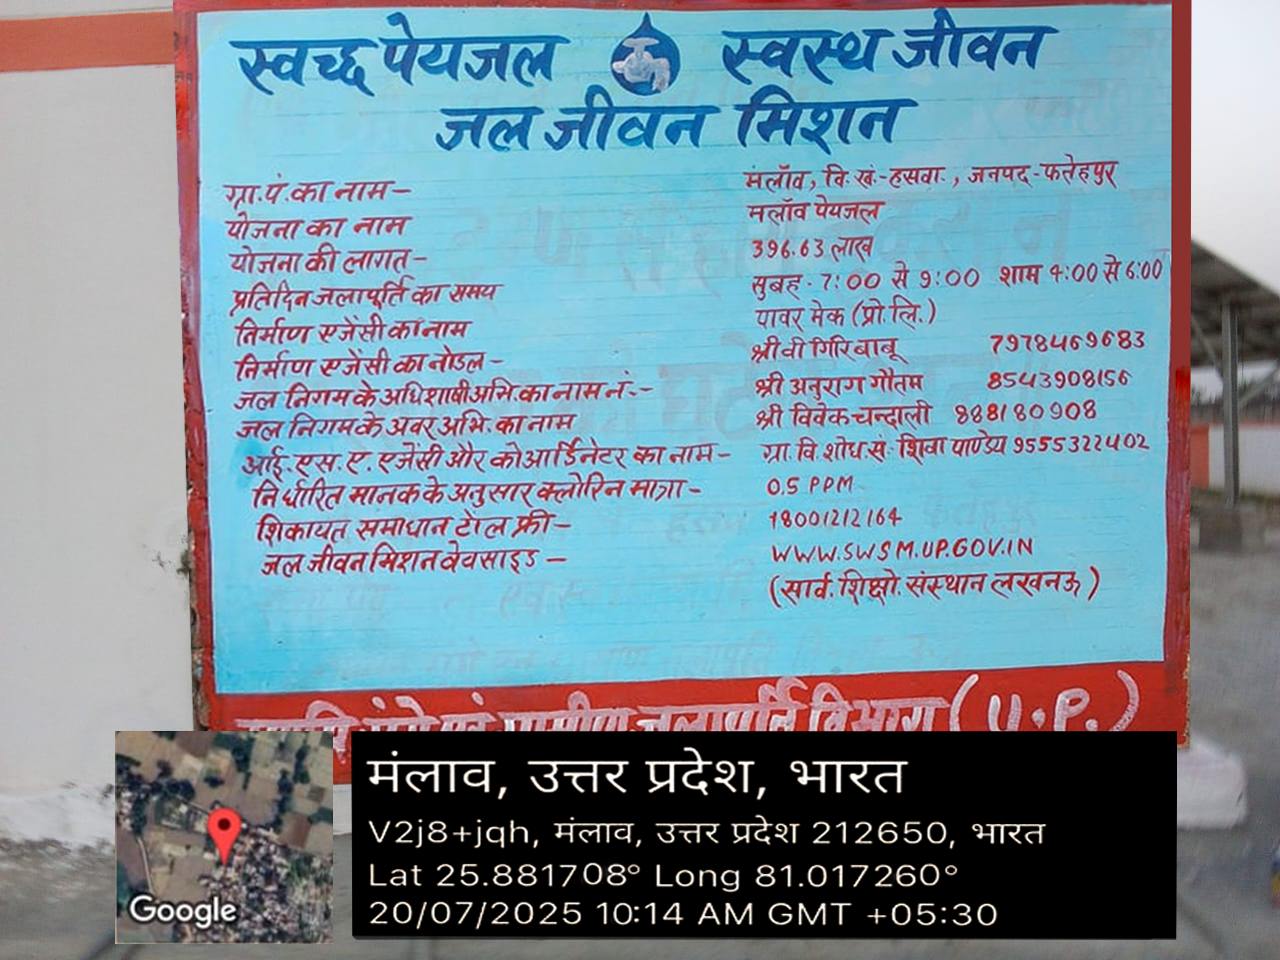 स्वच्छ पेयजल स्वस्थ जीवन
जल जीवन मिशन
ग्रा.पं.का नाम- मंलॉव, वि.खं.-हसवा., जनपद-फतेहपुर
योजना का नाम मलॉव पेयजल
योजना की लागत- 396.63 लाख
प्रतिदिन जलापूर्ति का समय सुबह - 7:00 से 9:00 शाम 4:00 से 6:00
निर्माण एजेंसी का नाम पावर मेक (प्रो.लि.)
निर्माण एजेंसी का नोडल- श्री वी गिरि बाबू 7978469683
जल निगम के अधिशाषी अभि. का नाम नं.- श्री अनुराग गौतम 8543908156
जल निगम के अवर अभि. का नाम श्री विवेक चन्दाली 888180908
आई.एस.ए. एजेंसी और कोआर्डिनेटर का नाम- ग्रा.वि.शोध सं. शिवा पाण्डेय 9555322402
निर्धारित मानक के अनुसार क्लोरिन मात्रा- 0.5 PPM
शिकायत समाधान टोल फ्री- 18001212164
जल जीवन मिशन वेवसाइड - WWW.SWSM.UP.GOV.IN
(सार्व. शिक्षो. संस्थान लखनऊ)
ग्रामीण जलापूर्ति विभाग (U.P.)
मंलाव, उत्तर प्रदेश, भारत
V2j8+jqh, मंलाव, उत्तर प्रदेश 212650, भारत
Lat 25.881708° Long 81.017260°
20/07/2025 10:14 AM GMT +05:30
Google